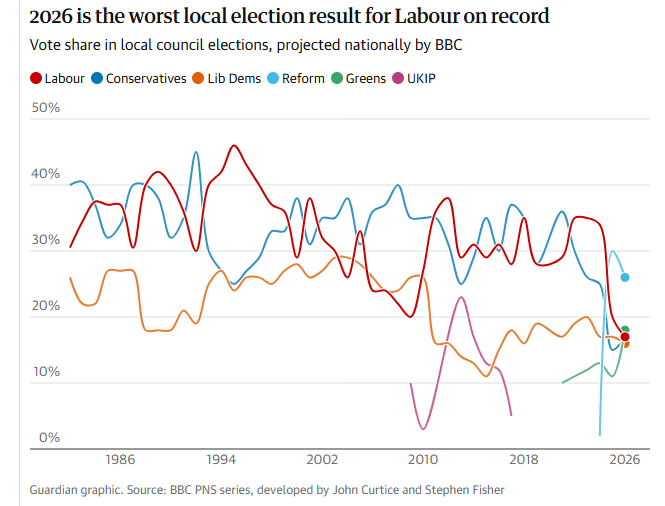 2026 is the worst local election result for Labour on record
Vote share in local council elections, projected nationally by BBC
Labour Conservatives Lib Dems Reform Greens UKIP
50%
40%
30%
20%
10%
0%
1986 1994 2002 2010 2018 2026
Guardian graphic. Source: BBC PNS series, developed by John Curtice and Stephen Fisher